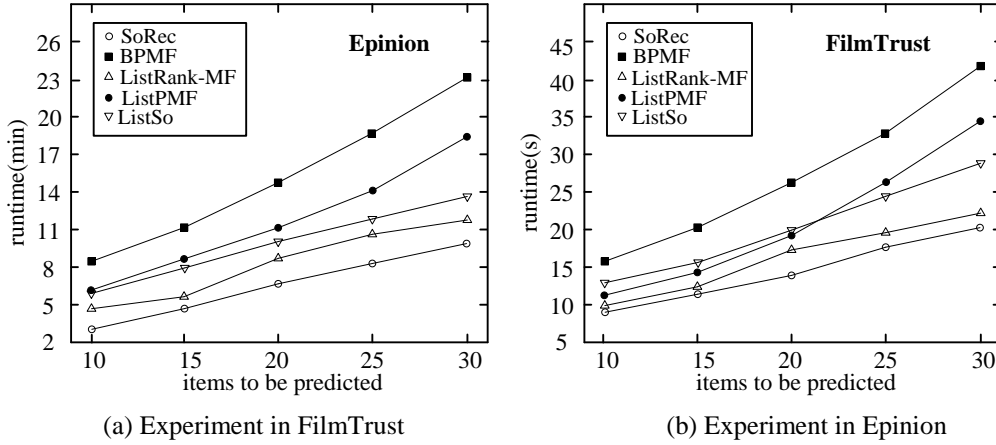 26
23
20
17
14
11
8
5
2
runtime(min)
SoRec
BPMF
ListRank-MF
ListPMF
ListSo
Epinion
10 15 20 25 30
items to be predicted
(a) Experiment in FilmTrust
45
40
35
30
25
20
15
10
5
runtime(s)
SoRec
BPMF
ListRank-MF
ListPMF
ListSo
FilmTrust
10 15 20 25 30
items to be predicted
(b) Experiment in Epinion